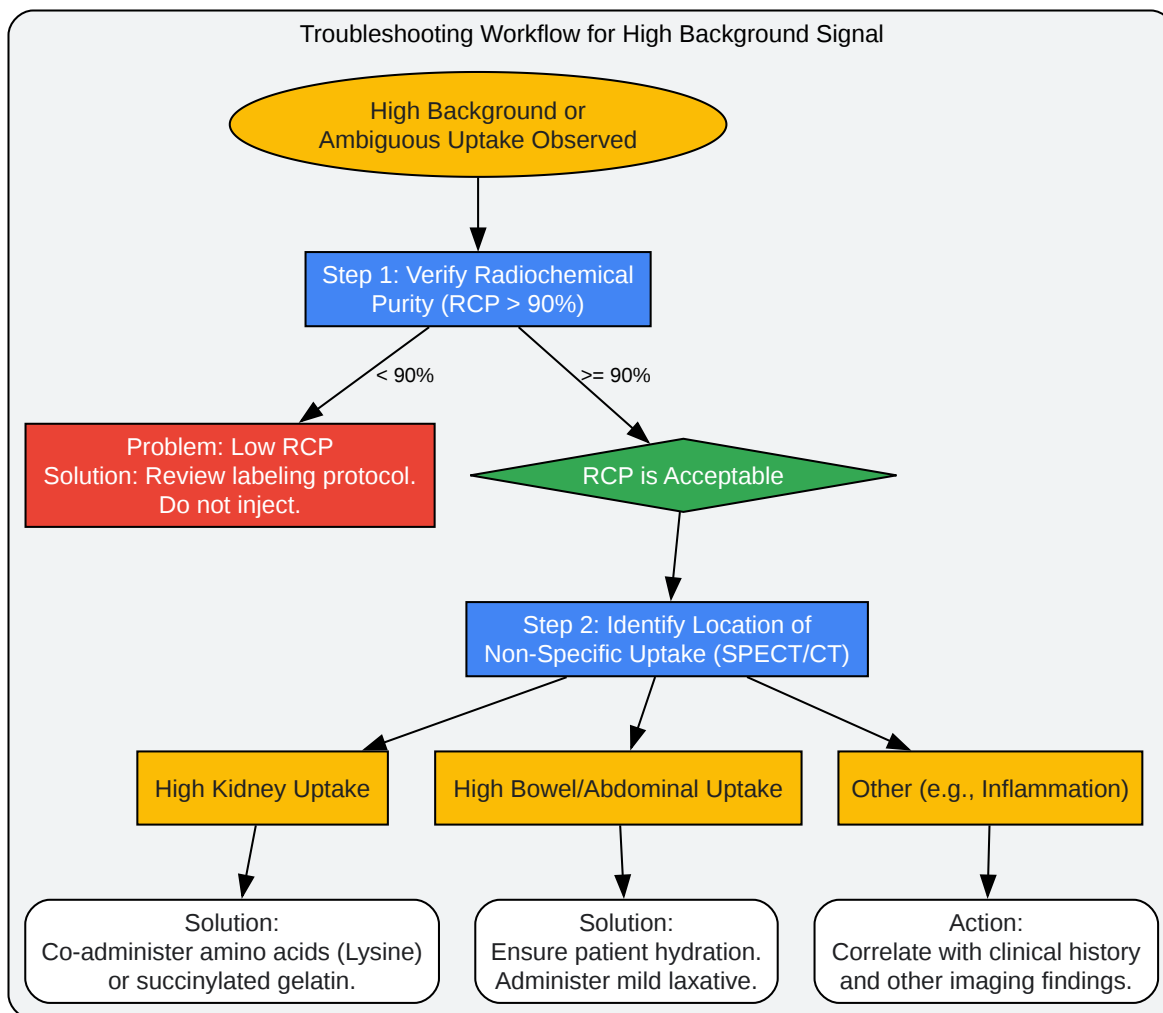 Troubleshooting Workflow for High Background Signal
High Background or
Ambiguous Uptake Observed
Step 1: Verify Radiochemical
Purity (RCP > 90%)
< 90%
>= 90%
Problem: Low RCP
Solution: Review labeling protocol.
Do not inject.
RCP is Acceptable
Step 2: Identify Location of
Non-Specific Uptake (SPECT/CT)
High Kidney Uptake
High Bowel/Abdominal Uptake
Other (e.g., Inflammation)
Solution:
Co-administer amino acids (Lysine)
or succinylated gelatin.
Solution:
Ensure patient hydration.
Administer mild laxative.
Action:
Correlate with clinical history
and other imaging findings.